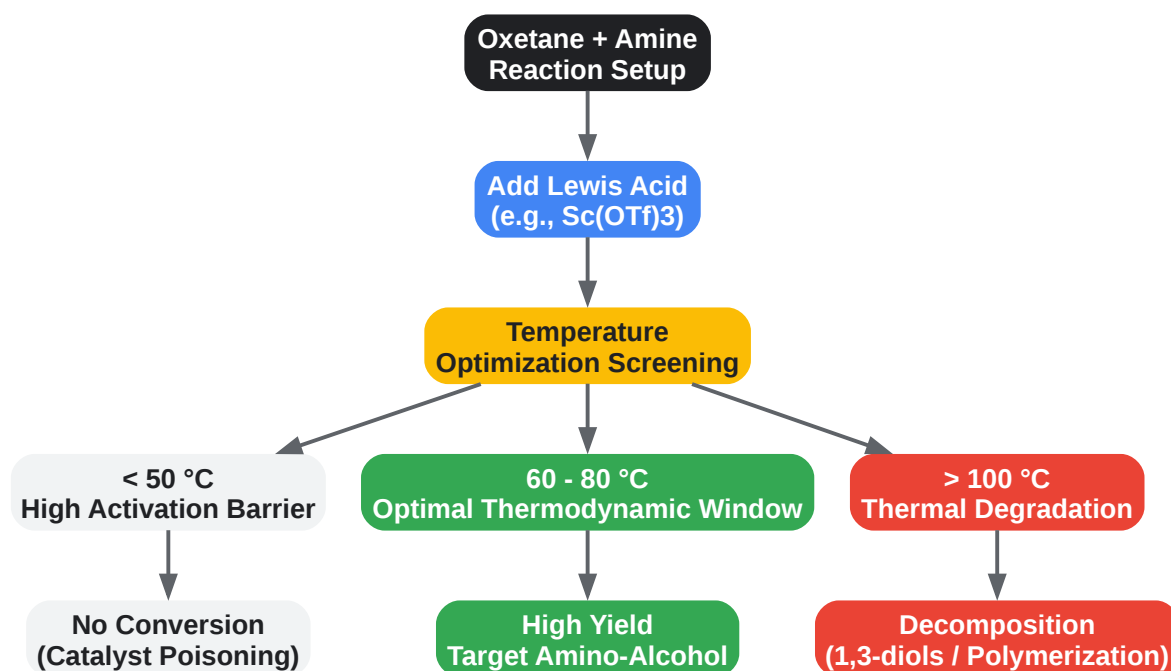 Oxetane + Amine
Reaction Setup
Add Lewis Acid
(e.g., Sc(OTf)3)
Temperature
Optimization Screening
< 50 °C
High Activation Barrier
60 - 80 °C
Optimal Thermodynamic Window
> 100 °C
Thermal Degradation
No Conversion
(Catalyst Poisoning)
High Yield
Target Amino-Alcohol
Decomposition
(1,3-diols / Polymerization)